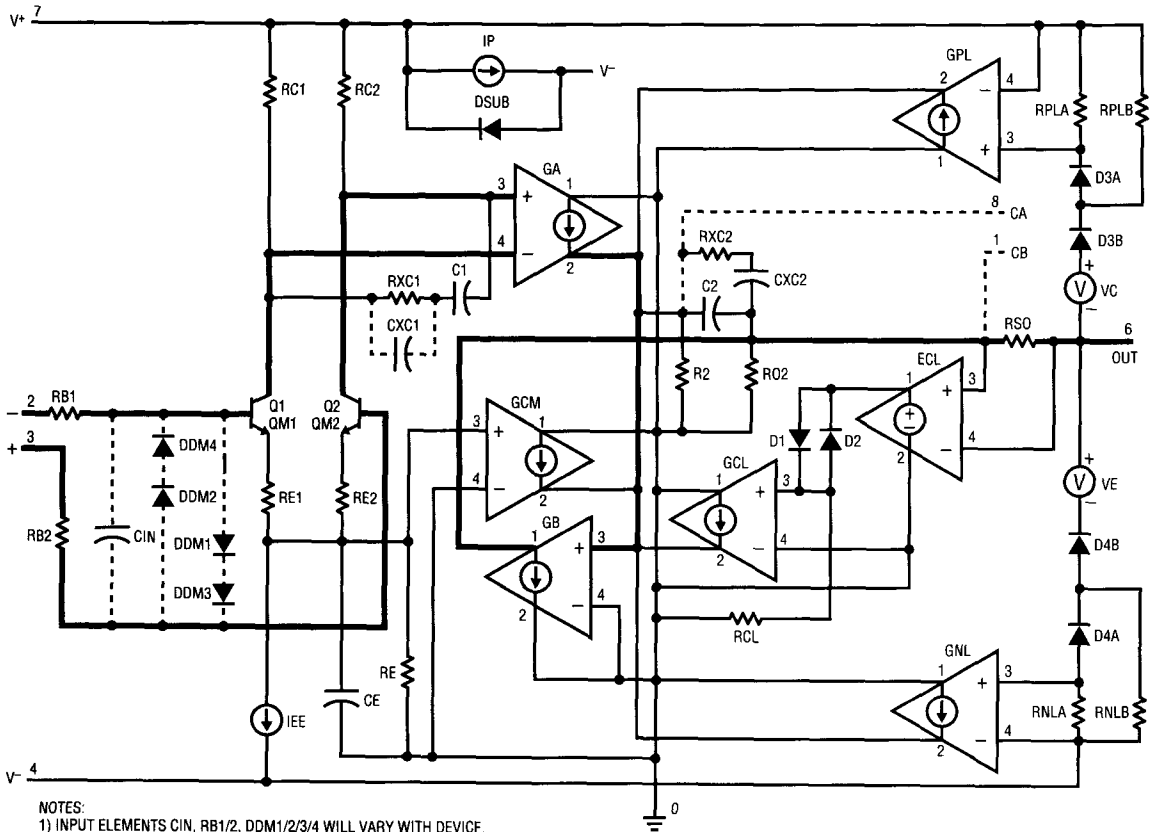 V+ 7
IP
V-
DSUB
RC1
RC2
GPL
2
4
-
+
3
1
RPLA
RPLB
D3A
D3B
+
V
-
VC
8
CA
1
CB
GA
3
+
4
-
1
2
RXC1
C1
CXC1
RXC2
CXC2
C2
R2
RO2
RSO
6
OUT
ECL
1
+
-
2
3
+
4
-
- 2
RB1
+ 3
RB2
CIN
DDM4
DDM2
DDM1
DDM3
Q1
QM1
Q2
QM2
RE1
RE2
GCM
3
+
4
-
1
2
D1
D2
GCL
1
2
+
3
-
4
GB
1
2
+
3
-
4
RCL
+
V
-
VE
D4B
D4A
GNL
1
2
+
3
-
4
RNLA
RNLB
RE
CE
IEE
V- 4
0
NOTES:
1) INPUT ELEMENTS CIN, RB1/2, DDM1/2/3/4 WILL VARY WITH DEVICE.